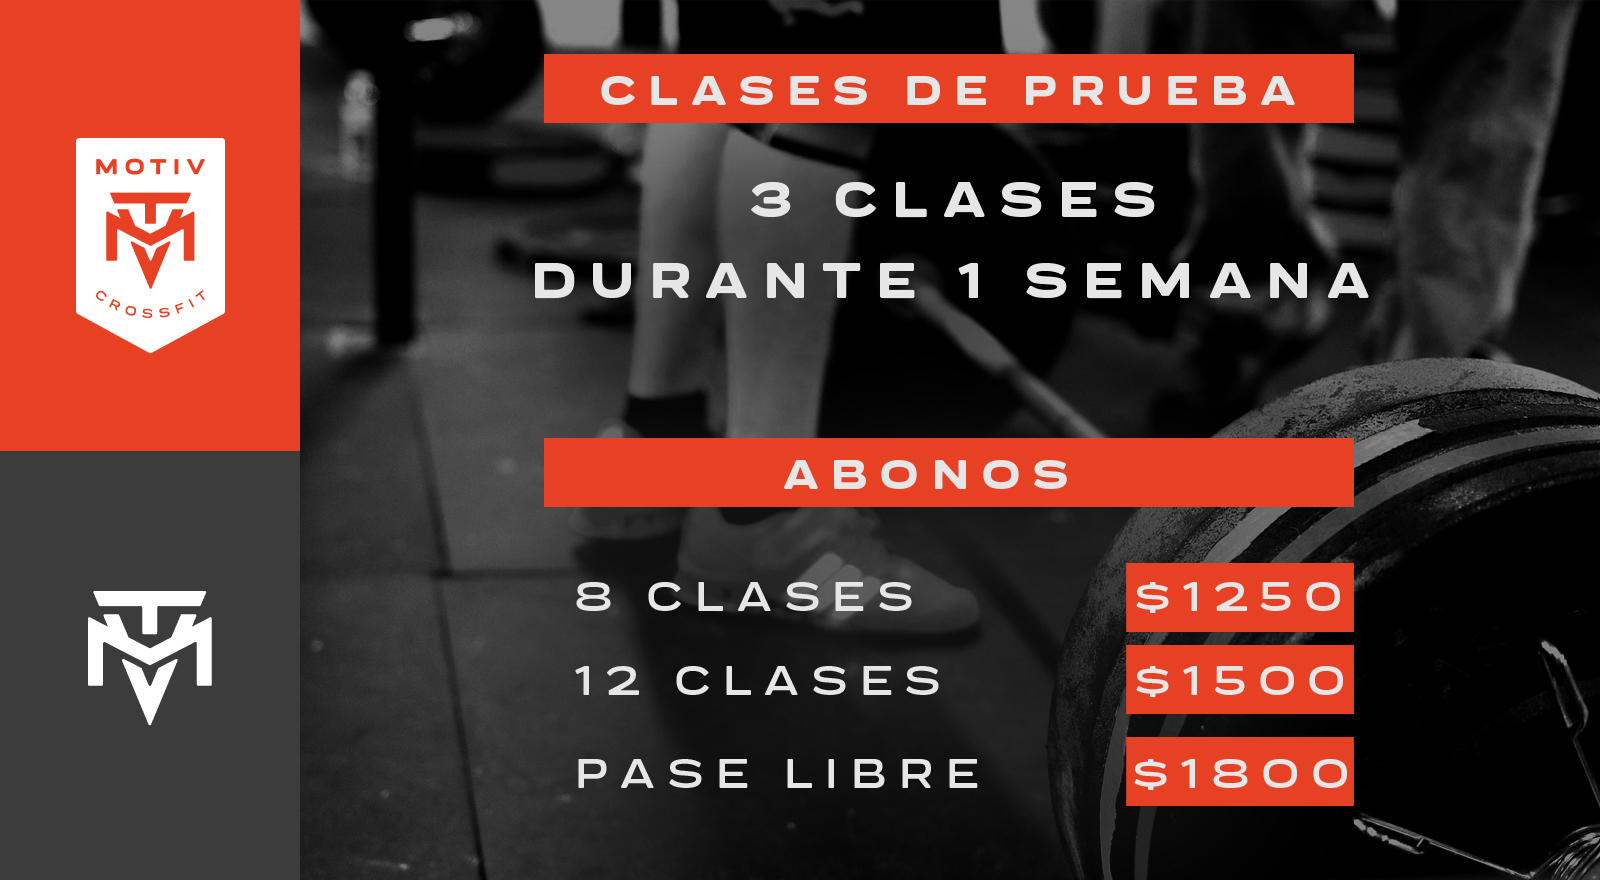 MOTIV
CROSSFIT
CLASES DE PRUEBA
3 CLASES
DURANTE 1 SEMANA
ABONOS
8 CLASES $1250
12 CLASES $1500
PASE LIBRE $1800